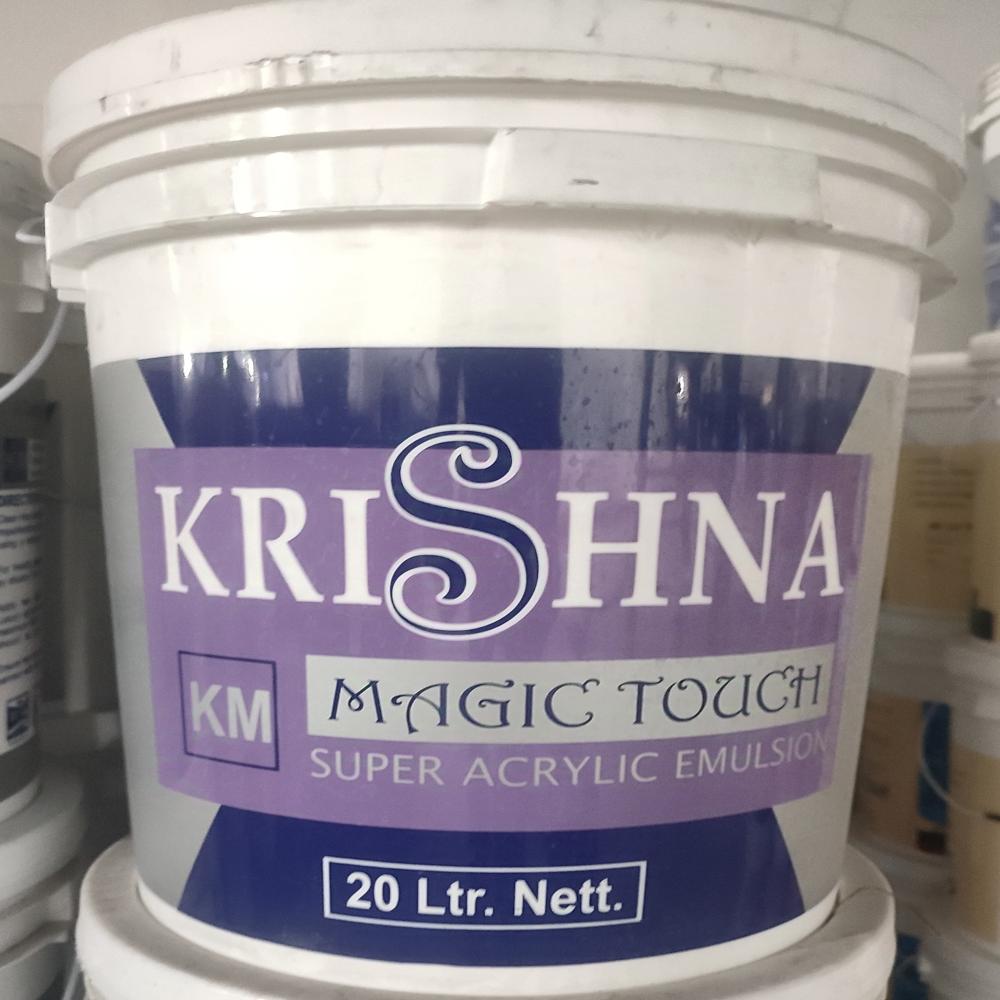 KRISHNA
KM
MAGIC TOUCH
SUPER ACRYLIC EMULSION
20 Ltr. Nett.